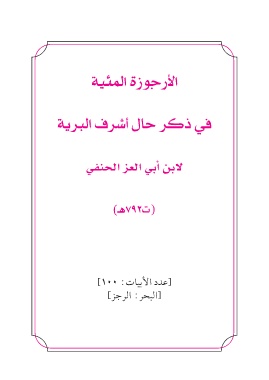 الأرجوزة المئية
في ذكر حال أشرف البرية
لابن أبي العز الحنفي
(ت٧٩٢هـ)
[عدد الأبيات: ١٠٠]
[البحر: الرجز]